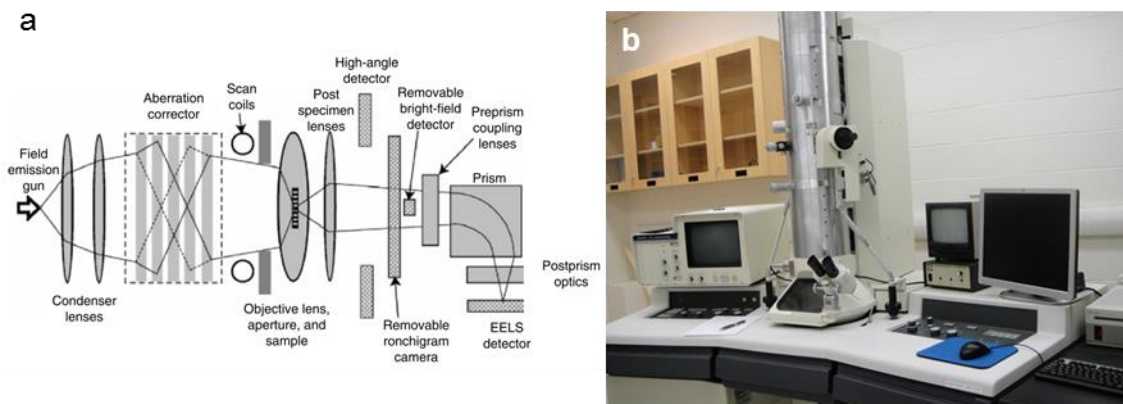 a
High-angle
detector
Aberration
corrector
Scan
coils
Post
specimen
lenses
Removable
bright-field
detector
Preprism
coupling
lenses
Field
emission
gun
Prism
Condenser
lenses
Objective lens,
aperture, and
sample
Removable
ronchigram
camera
Postprism
optics
EELS
detector
b